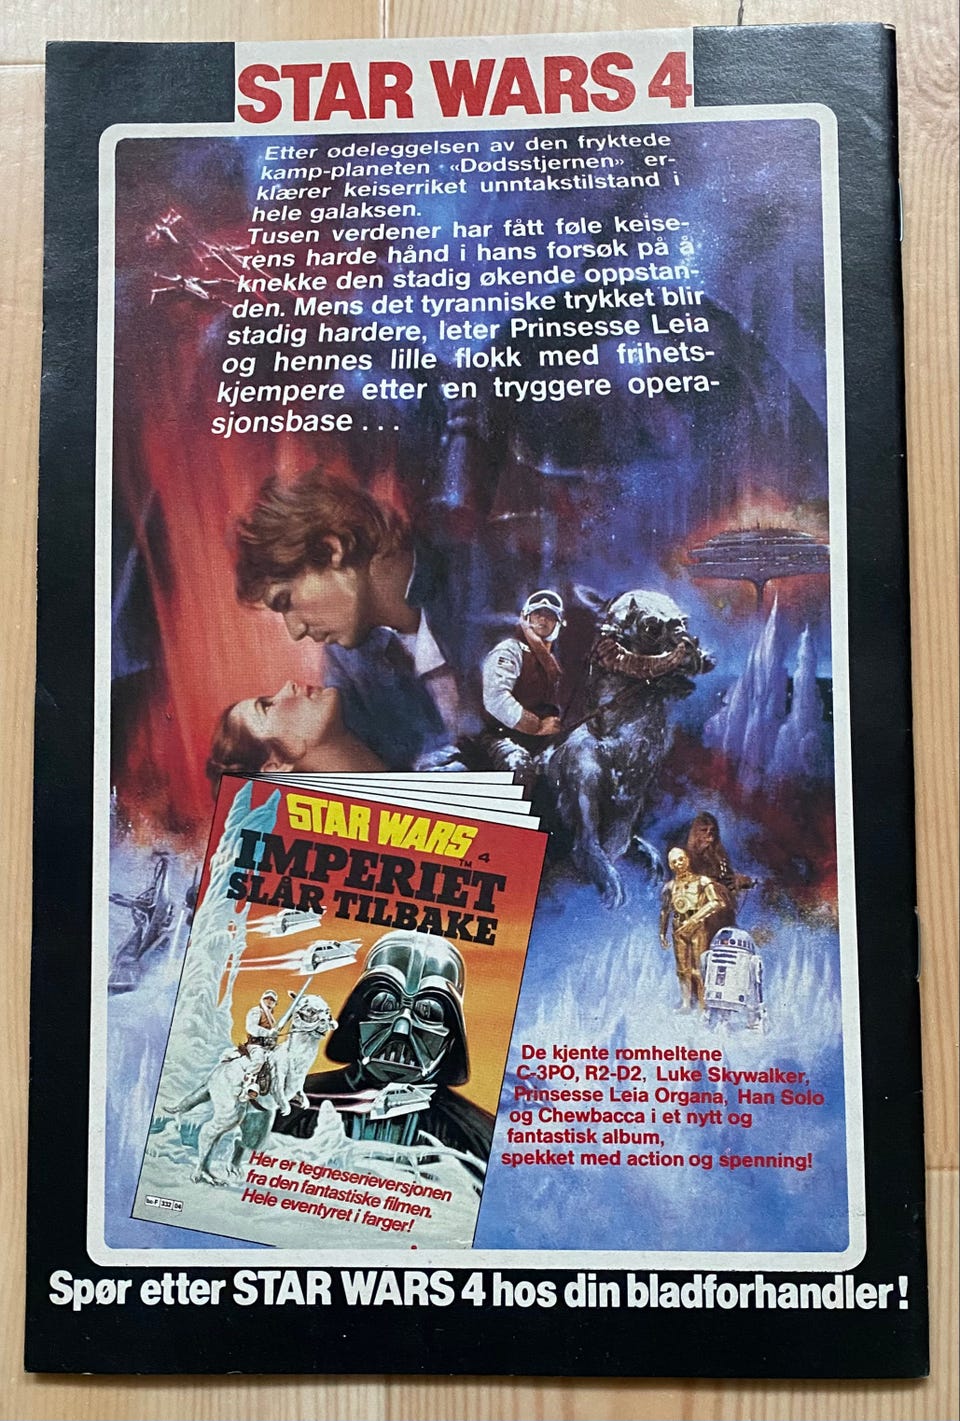 STAR WARS 4
Etter ødeleggelsen av den fryktede
kamp-planeten «Dødsstjernen» er-
klærer keiserriket unntakstilstand i
hele galaksen.
Tusen verdener har fått føle keise-
rens harde hånd i hans forsøk på å
knekke den stadig økende oppstan-
den. Mens det tyranniske trykket blir
stadig hardere, leter Prinsesse Leia
og hennes lille flokk med frihets-
kjempere etter en tryggere opera-
sjonsbase . . .
STAR WARS
TM 4
IMPERIET
SLÅR TILBAKE
Her er tegneserieversjonen
fra den fantastiske filmen.
Hele eventyret i farger!
De kjente romheltene
C-3PO, R2-D2, Luke Skywalker,
Prinsesse Leia Organa, Han Solo
og Chewbacca i et nytt og
fantastisk album,
spekket med action og spenning!
Spør etter STAR WARS 4 hos din bladforhandler!